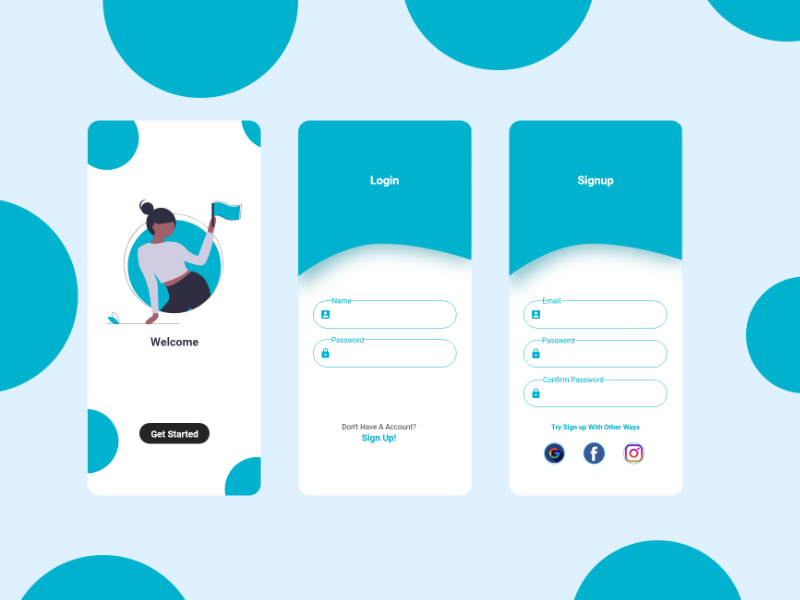 Welcome
Get Started
Login
Name
Password
Don't Have A Account?
Sign Up!
Signup
Email
Password
Confirm Password
Try Sign up With Other Ways